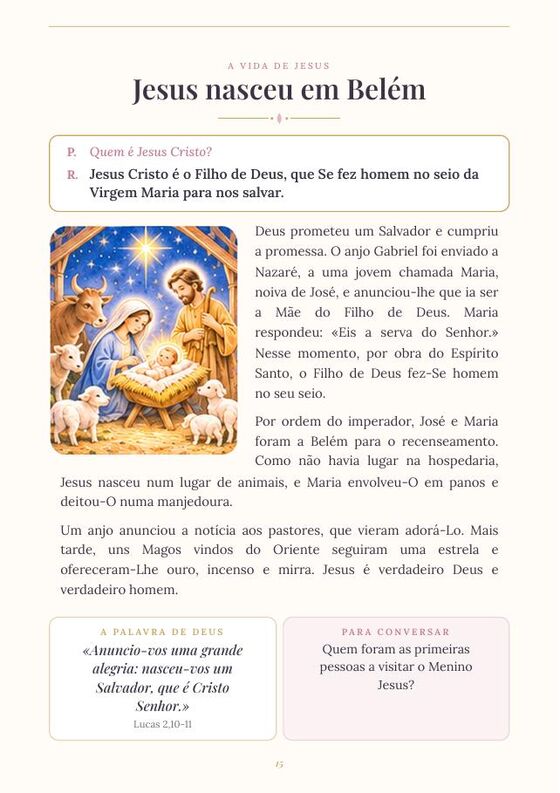 A VIDA DE JESUS
Jesus nasceu em Belém
P. Quem é Jesus Cristo?
R. Jesus Cristo é o Filho de Deus, que Se fez homem no seio da
Virgem Maria para nos salvar.
Deus prometeu um Salvador e cumpriu
a promessa. O anjo Gabriel foi enviado a
Nazaré, a uma jovem chamada Maria,
noiva de José, e anunciou-lhe que ia ser
a Mãe do Filho de Deus. Maria
respondeu: «Eis a serva do Senhor.»
Nesse momento, por obra do Espírito
Santo, o Filho de Deus fez-Se homem
no seu seio.
Por ordem do imperador, José e Maria
foram a Belém para o recenseamento.
Como não havia lugar na hospedaria,
Jesus nasceu num lugar de animais, e Maria envolveu-O em panos e
deitou-O numa manjedoura.
Um anjo anunciou a notícia aos pastores, que vieram adorá-Lo. Mais
tarde, uns Magos vindos do Oriente seguiram uma estrela e
ofereceram-Lhe ouro, incenso e mirra. Jesus é verdadeiro Deus e
verdadeiro homem.
A PALAVRA DE DEUS
«Anuncio-vos uma grande
alegria: nasceu-vos um
Salvador, que é Cristo
Senhor.»
Lucas 2,10-11
PARA CONVERSAR
Quem foram as primeiras
pessoas a visitar o Menino
Jesus?
15